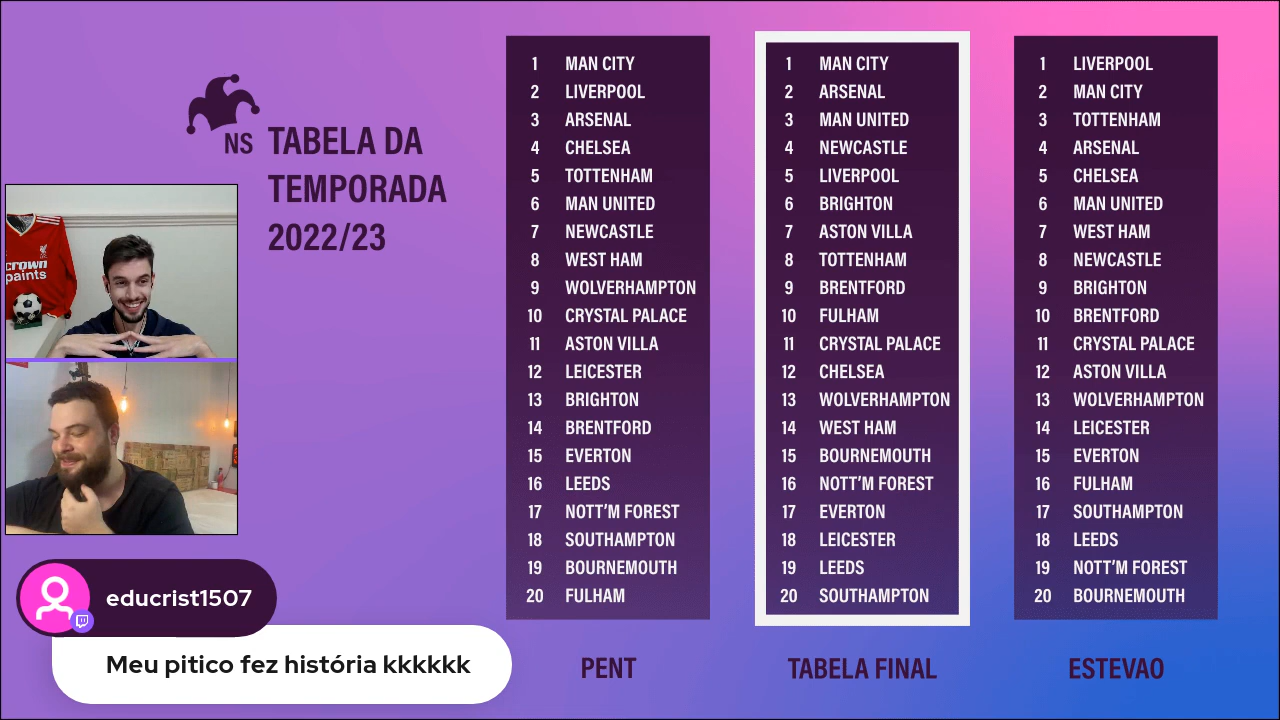 NS
TABELA DA
TEMPORADA
2022/23
crown
paints
1 MAN CITY
2 LIVERPOOL
3 ARSENAL
4 CHELSEA
5 TOTTENHAM
6 MAN UNITED
7 NEWCASTLE
8 WEST HAM
9 WOLVERHAMPTON
10 CRYSTAL PALACE
11 ASTON VILLA
12 LEICESTER
13 BRIGHTON
14 BRENTFORD
15 EVERTON
16 LEEDS
17 NOTT'M FOREST
18 SOUTHAMPTON
19 BOURNEMOUTH
20 FULHAM
PENT
1 MAN CITY
2 ARSENAL
3 MAN UNITED
4 NEWCASTLE
5 LIVERPOOL
6 BRIGHTON
7 ASTON VILLA
8 TOTTENHAM
9 BRENTFORD
10 FULHAM
11 CRYSTAL PALACE
12 CHELSEA
13 WOLVERHAMPTON
14 WEST HAM
15 BOURNEMOUTH
16 NOTT'M FOREST
17 EVERTON
18 LEICESTER
19 LEEDS
20 SOUTHAMPTON
TABELA FINAL
1 LIVERPOOL
2 MAN CITY
3 TOTTENHAM
4 ARSENAL
5 CHELSEA
6 MAN UNITED
7 WEST HAM
8 NEWCASTLE
9 BRIGHTON
10 BRENTFORD
11 CRYSTAL PALACE
12 ASTON VILLA
13 WOLVERHAMPTON
14 LEICESTER
15 EVERTON
16 FULHAM
17 SOUTHAMPTON
18 LEEDS
19 NOTT'M FOREST
20 BOURNEMOUTH
ESTEVAO
educrist1507
Meu pitico fez história kkkkkk